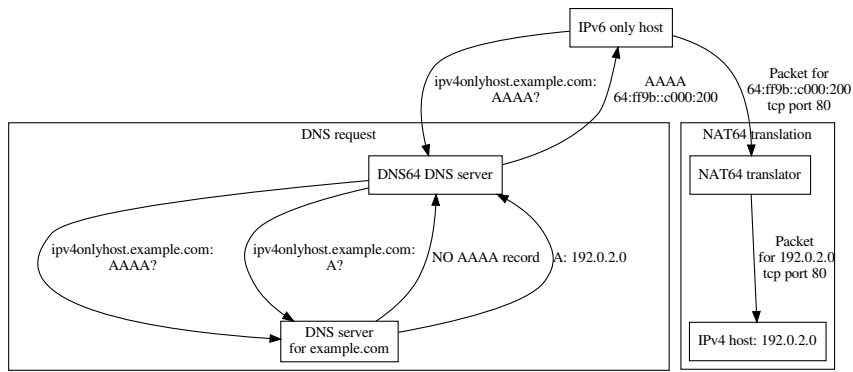 IPv6 only host
ipv4onlyhost.example.com:
AAAA?
AAAA
64:ff9b::c000:200
Packet for
64:ff9b::c000:200
tcp port 80
DNS request
NAT64 translation
DNS64 DNS server
NAT64 translator
ipv4onlyhost.example.com:
AAAA?
ipv4onlyhost.example.com:
A?
NO AAAA record
A: 192.0.2.0
Packet
for 192.0.2.0
tcp port 80
DNS server
for example.com
IPv4 host: 192.0.2.0